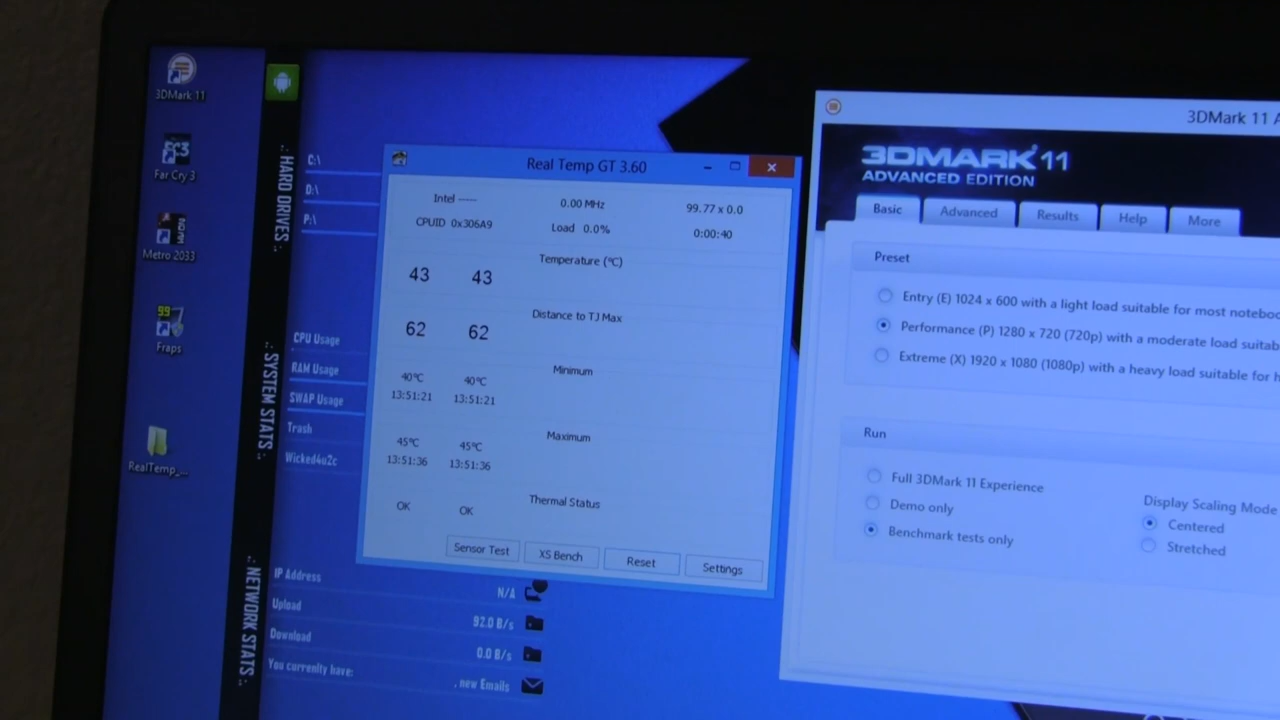 3DMark 11
Far Cry 3
Metro 2033
Fraps
RealTemp_...
.: HARD DRIVES :.
C:\
D:\
P:\
.: SYSTEM STATS :.
CPU Usage
RAM Usage
SWAP Usage
Trash
Wicked4u2c
.: NETWORK STATS :.
IP Address
N/A
Upload
92.0 B/s
Download
0.0 B/s
You currenlty have:
. new Emails
Real Temp GT 3.60
Intel ----
0.00 MHz
99.77 x 0.0
CPUID 0x306A9
Load 0.0%
0:00:40
Temperature (°C)
43 43
Distance to TJ Max
62 62
Minimum
40°C 40°C
13:51:21 13:51:21
Maximum
45°C 45°C
13:51:36 13:51:36
Thermal Status
OK OK
Sensor Test
XS Bench
Reset
Settings
3DMark 11 A
3DMARK 11
ADVANCED EDITION
Basic
Advanced
Results
Help
More
Preset
Entry (E) 1024 x 600 with a light load suitable for most noteboo
Performance (P) 1280 x 720 (720p) with a moderate load suitab
Extreme (X) 1920 x 1080 (1080p) with a heavy load suitable for h
Run
Full 3DMark 11 Experience
Demo only
Benchmark tests only
Display Scaling Mode
Centered
Stretched